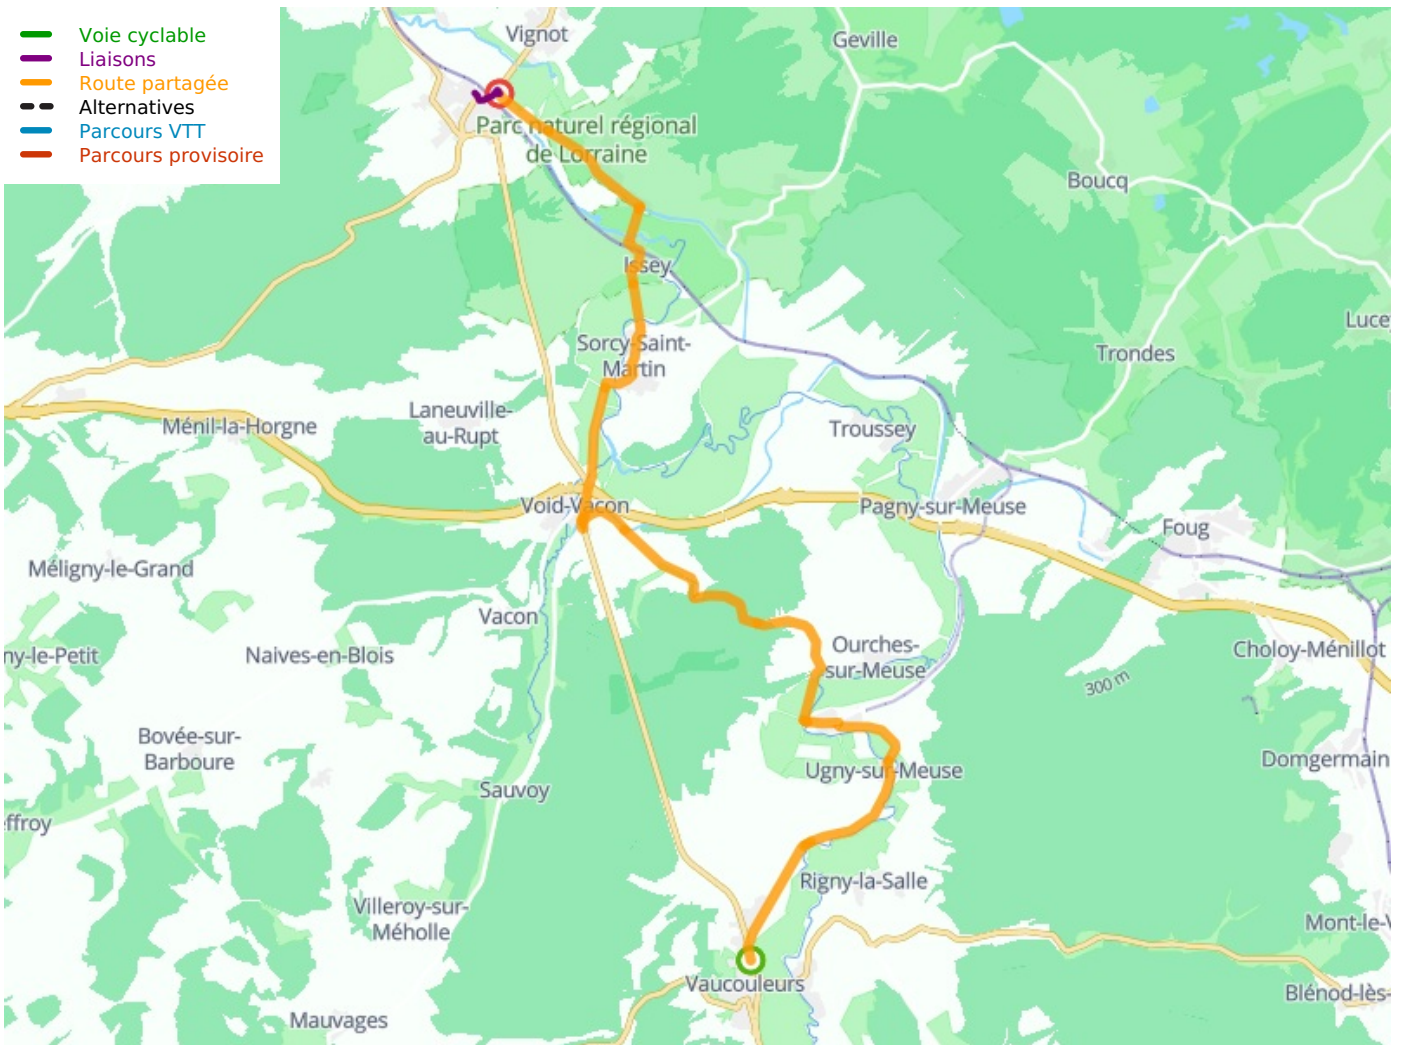 Voie cyclable
Liaisons
Route partagée
Alternatives
Parcours VTT
Parcours provisoire
Vignot
Geville
Parc naturel régional
de Lorraine
Boucq
Issey
Luce
Sorcy-Saint-
Martin
Trondes
Laneuville-
au-Rupt
Ménil-la-Horgne
Troussey
Void-Vacon
Pagny-sur-Meuse
Foug
Méligny-le-Grand
Vacon
ny-le-Petit
Naives-en-Blois
Ourches-
sur-Meuse
Choloy-Ménillot
300 m
Bovée-sur-
Barboure
Ugny-sur-Meuse
Domgermain
Sauvoy
effroy
Rigny-la-Salle
Villeroy-sur-
Méholle
Mont-le-V
Vaucouleurs
Blénod-lès-
Mauvages